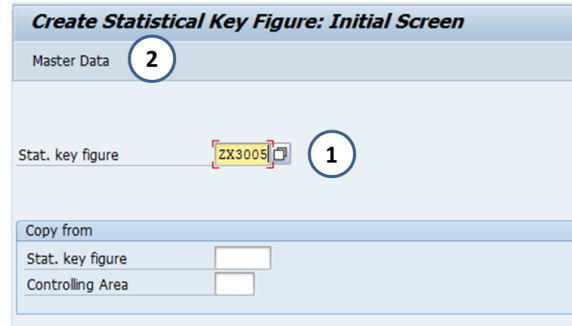 Create Statistical Key Figure: Initial Screen
Master Data 2
Stat. key figure ZX3005 1
Copy from
Stat. key figure
Controlling Area